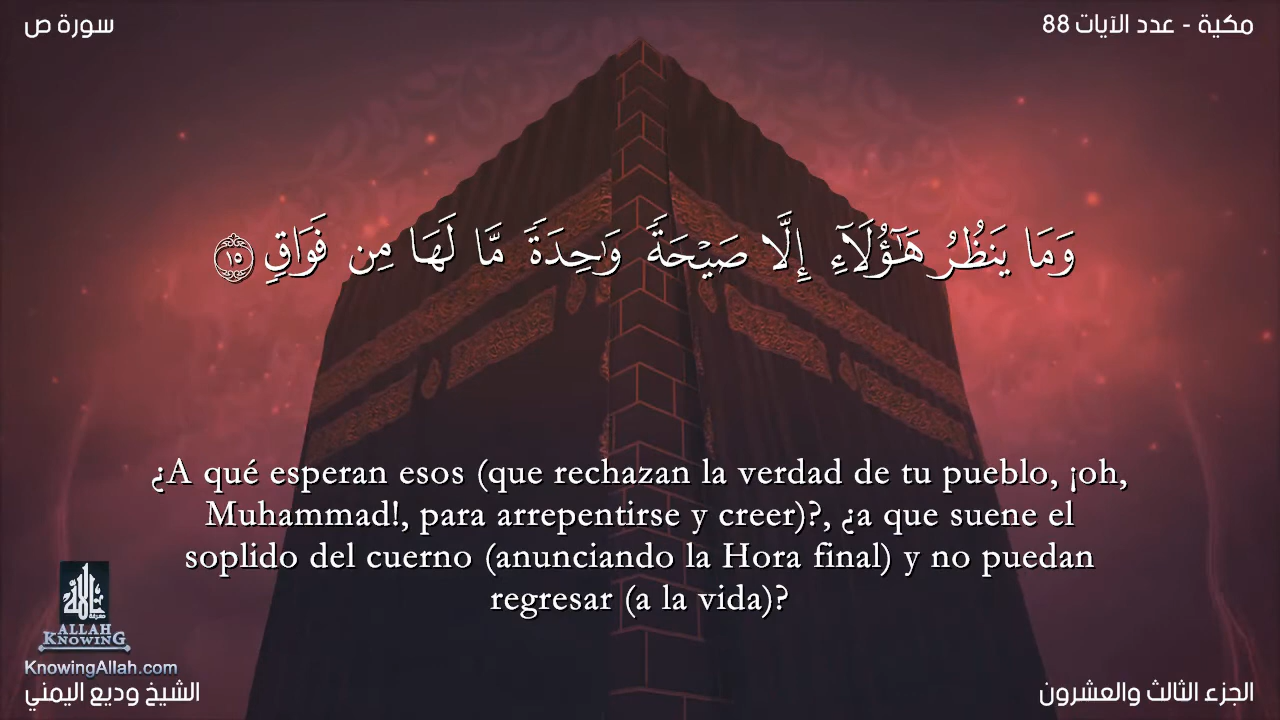 سورة ص
مكية - عدد الآيات 88
وَمَا يَنظُرُ هَٰٓؤُلَآءِ إِلَّا صَيْحَةً وَٰحِدَةً مَّا لَهَا مِن فَوَاقٍ ١٥
¿A qué esperan esos (que rechazan la verdad de tu pueblo, ¡oh,
Muhammad!, para arrepentirse y creer)?, ¿a que suene el
soplido del cuerno (anunciando la Hora final) y no puedan
regresar (a la vida)?
ALLAH
KNOWING
KnowingAllah.com
الشيخ وديع اليمني
الجزء الثالث والعشرون